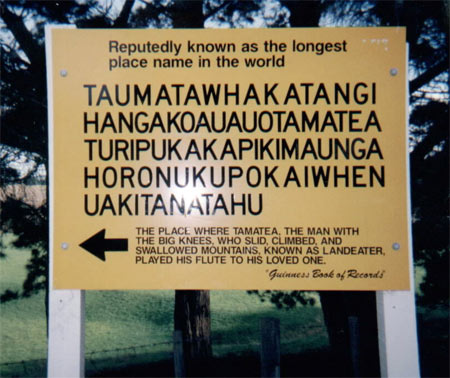 Reputedly known as the longest
place name in the world
TAUMATAWHAKATANGI
HANGAKOAUAUOTAMATEA
TURIPUKAKAPIKIMAUNGA
HORONUKUPOKAIWHEN
UAKITANATAHU
THE PLACE WHERE TAMATEA, THE MAN WITH
THE BIG KNEES, WHO SLID, CLIMBED, AND
SWALLOWED MOUNTAINS, KNOWN AS LANDEATER,
PLAYED HIS FLUTE TO HIS LOVED ONE.
"Guinness Book of Records"